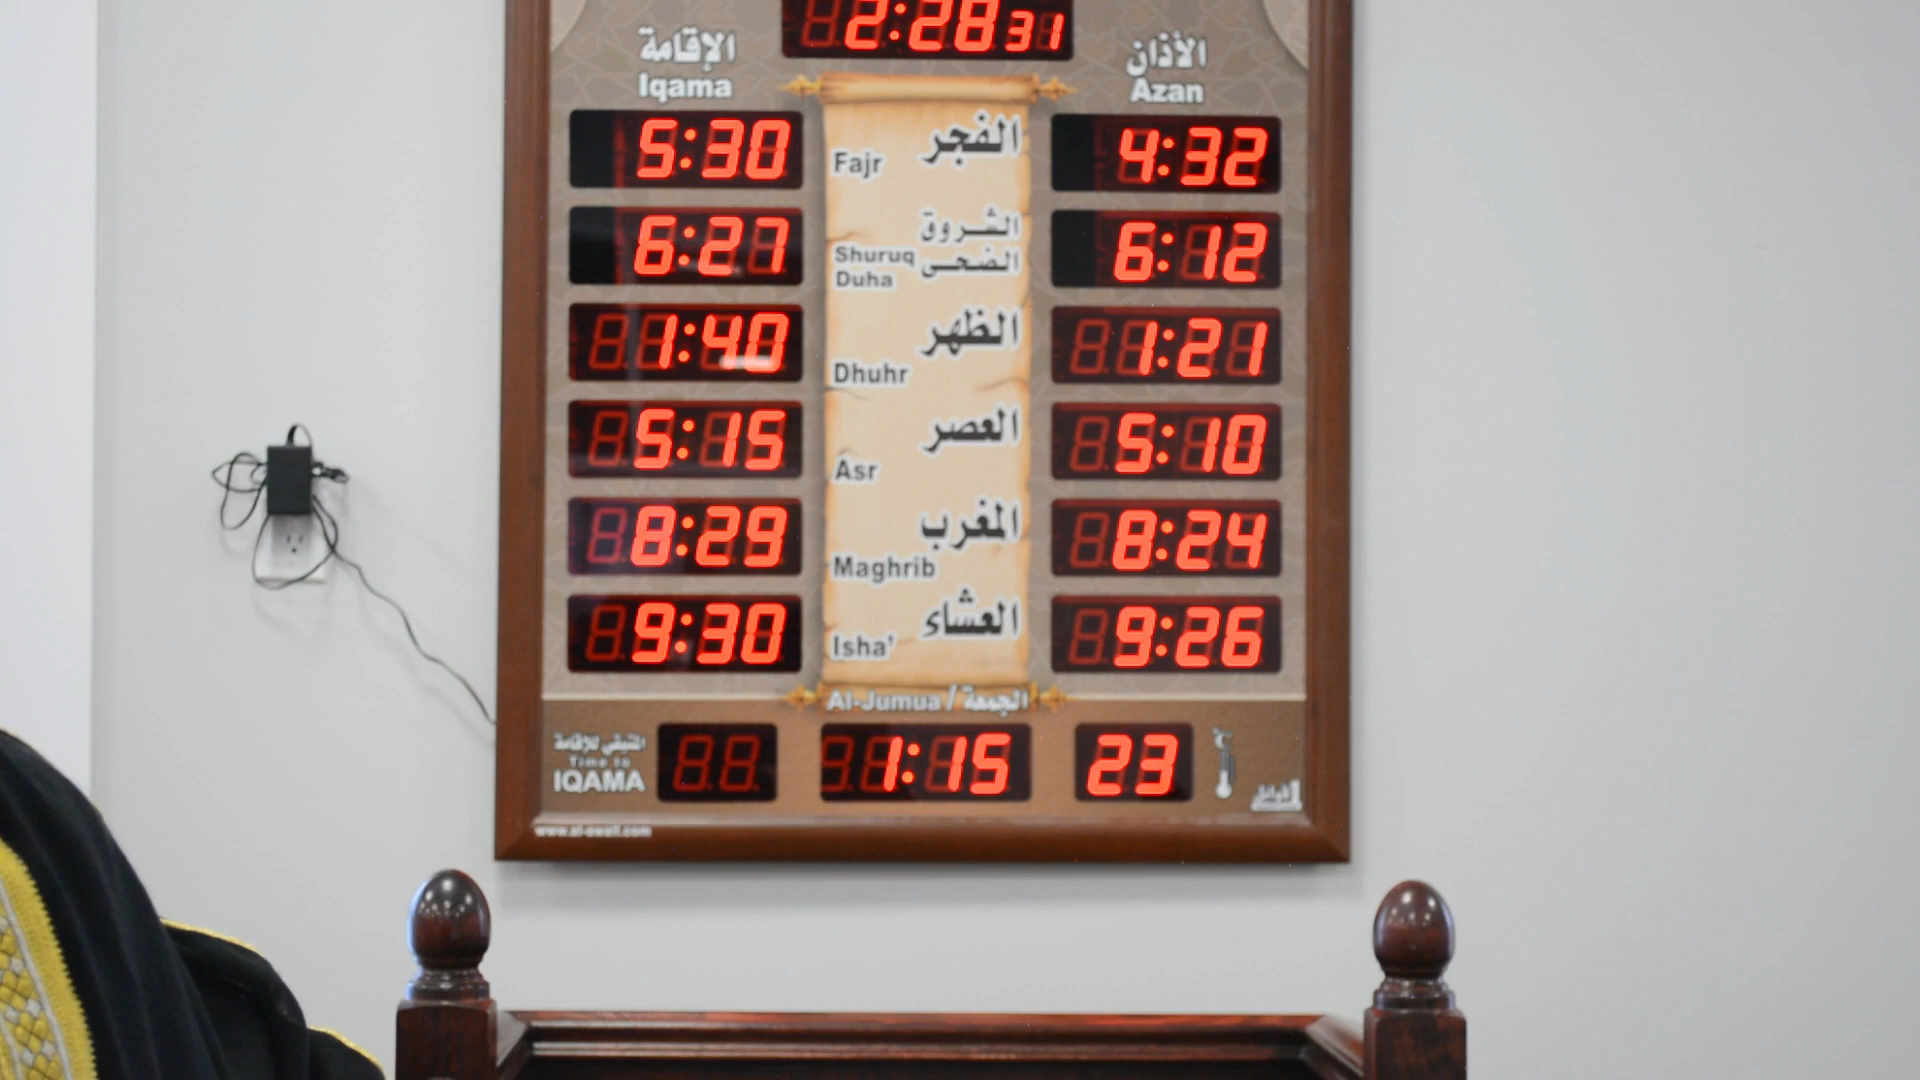 2:28 31
الإقامة
Iqama
الأذان
Azan
5:30
الفجر
Fajr
4:32
6:27
الشروق
Shuruq
الضحى
Duha
6:12
1:40
الظهر
Dhuhr
1:21
5:15
العصر
Asr
5:10
8:29
المغرب
Maghrib
8:24
9:30
العشاء
Isha'
9:26
Al-Jumua / الجمعة
المتبقي للإقامة
Time to
IQAMA
1:15
23
°C
الأوائل
www.al-awail.com